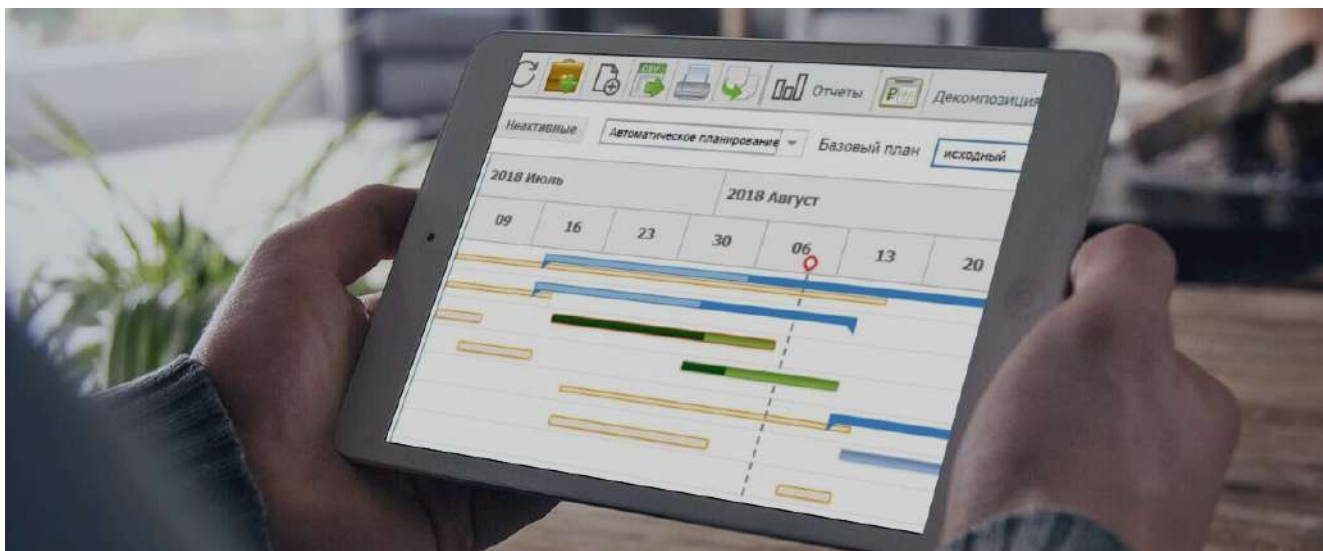 CSV Отчеты ₽ Декомпозиция
Неактивные Автоматическое планирование Базовый план исходный
2018 Июль 2018 Август
09 16 23 30 06 13 20